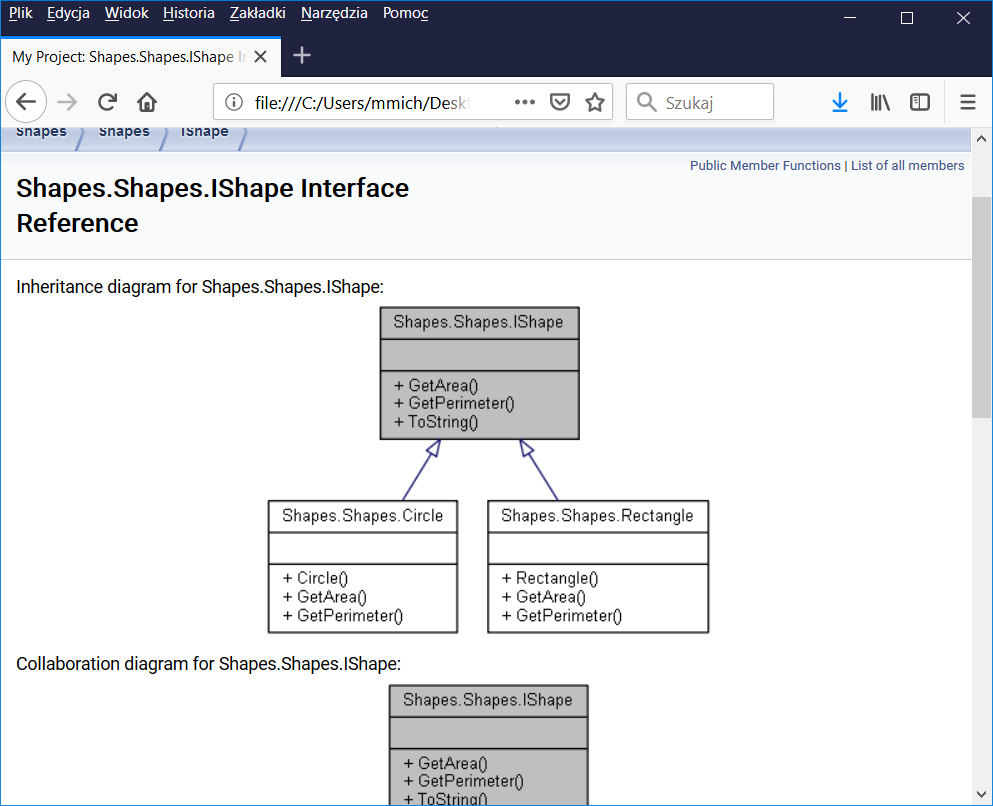 Plik Edycja Widok Historia Zakładki Narzędzia Pomoc
My Project: Shapes.Shapes.IShape
file:///C:/Users/mmich/Desk
Szukaj
Shapes Shapes IShape
Public Member Functions | List of all members
Shapes.Shapes.IShape Interface
Reference
Inheritance diagram for Shapes.Shapes.IShape:
Shapes.Shapes.IShape
+ GetArea()
+ GetPerimeter()
+ ToString()
Shapes.Shapes.Circle
+ Circle()
+ GetArea()
+ GetPerimeter()
Shapes.Shapes.Rectangle
+ Rectangle()
+ GetArea()
+ GetPerimeter()
Collaboration diagram for Shapes.Shapes.IShape:
Shapes.Shapes.IShape
+ GetArea()
+ GetPerimeter()
+ ToString()